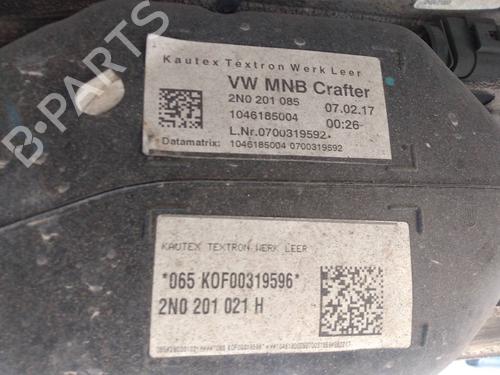 Kautex Textron Werk Leer
VW MNB Crafter
2N0 201 085 07.02.17
1046185004 00:26
L.Nr.0700319592
Datamatrix: 1046185004 0700319592
KAUTEX TEXTRON WERK LEER
*065 KOF00319596*
2N0 201 021 H
B-PARTS